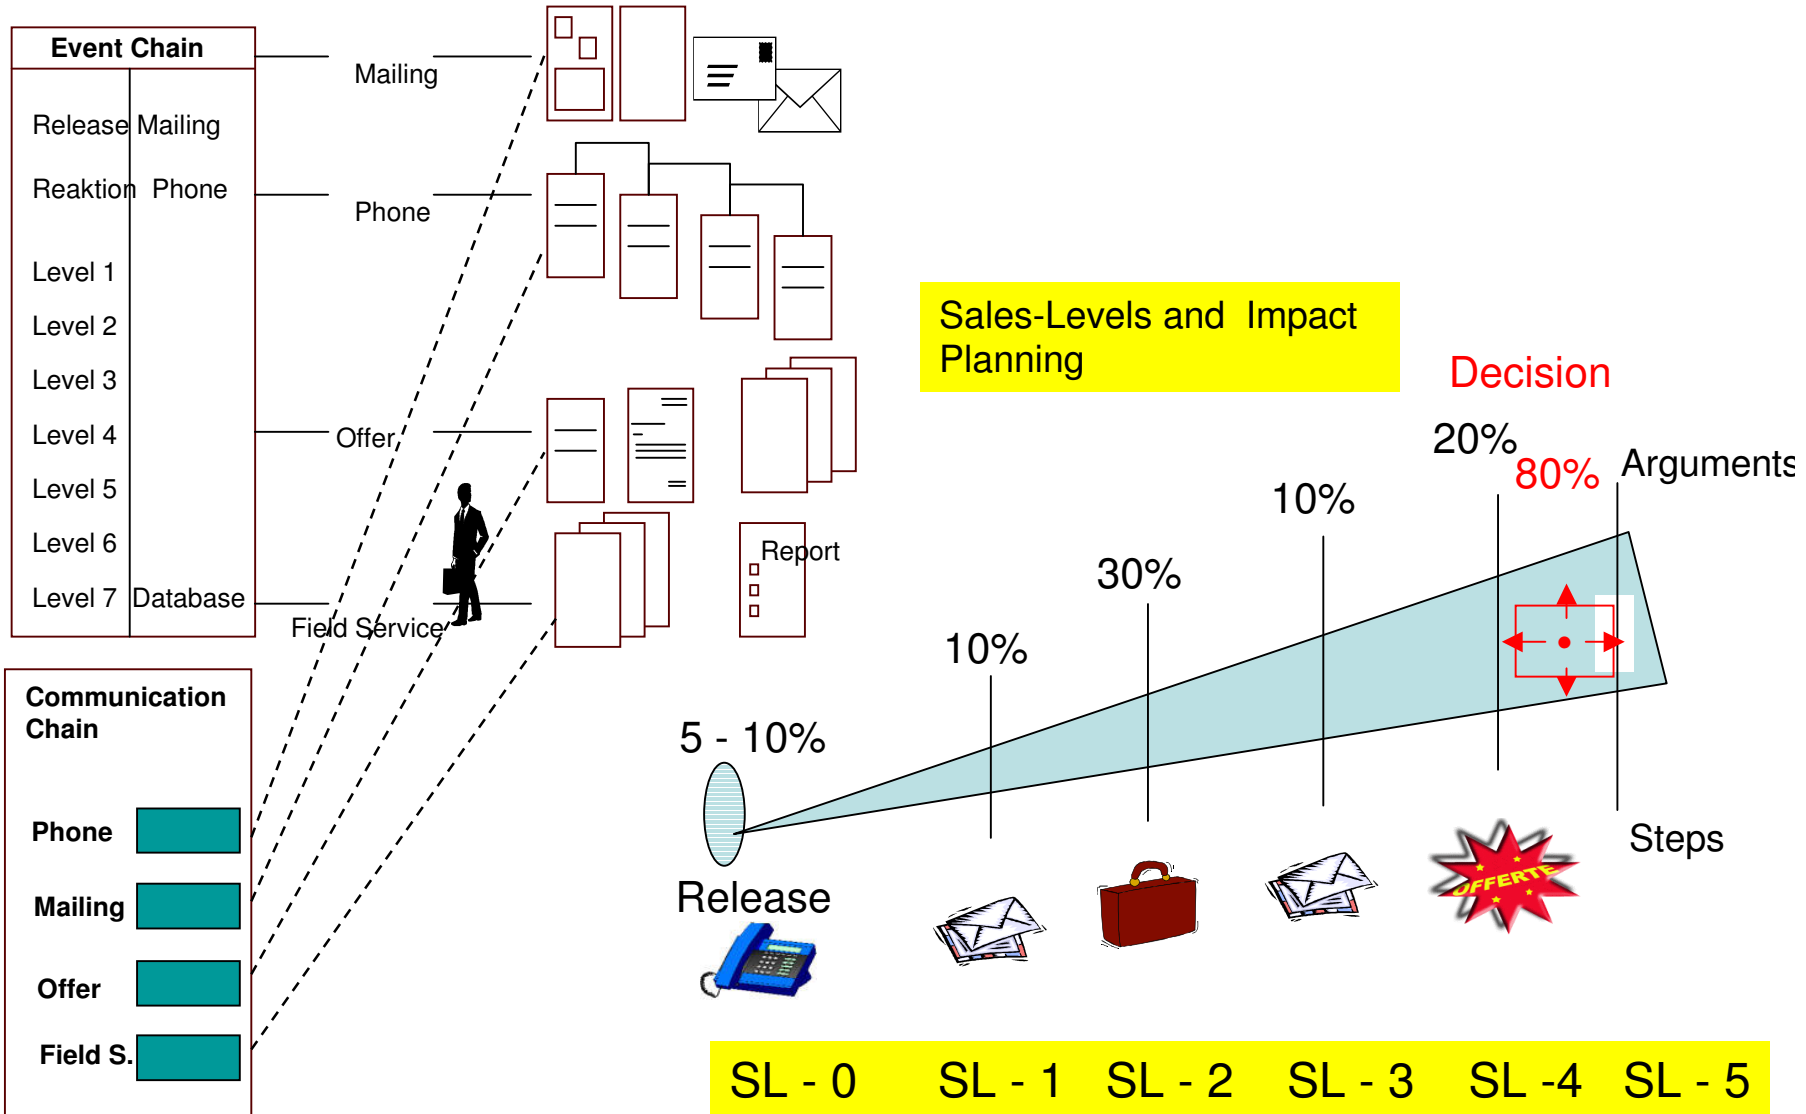 Event Chain
Release Mailing
Reaktion Phone
Level 1
Level 2
Level 3
Level 4
Level 5
Level 6
Level 7 Database
Mailing
Phone
Offer
Field Service
Report
Communication
Chain
Phone
Mailing
Offer
Field S.
Sales-Levels and Impact
Planning
Decision
20%
80%
Arguments
10%
30%
10%
5 - 10%
Release
OFFERTE
Steps
SL - 0 SL - 1 SL - 2 SL - 3 SL -4 SL - 5